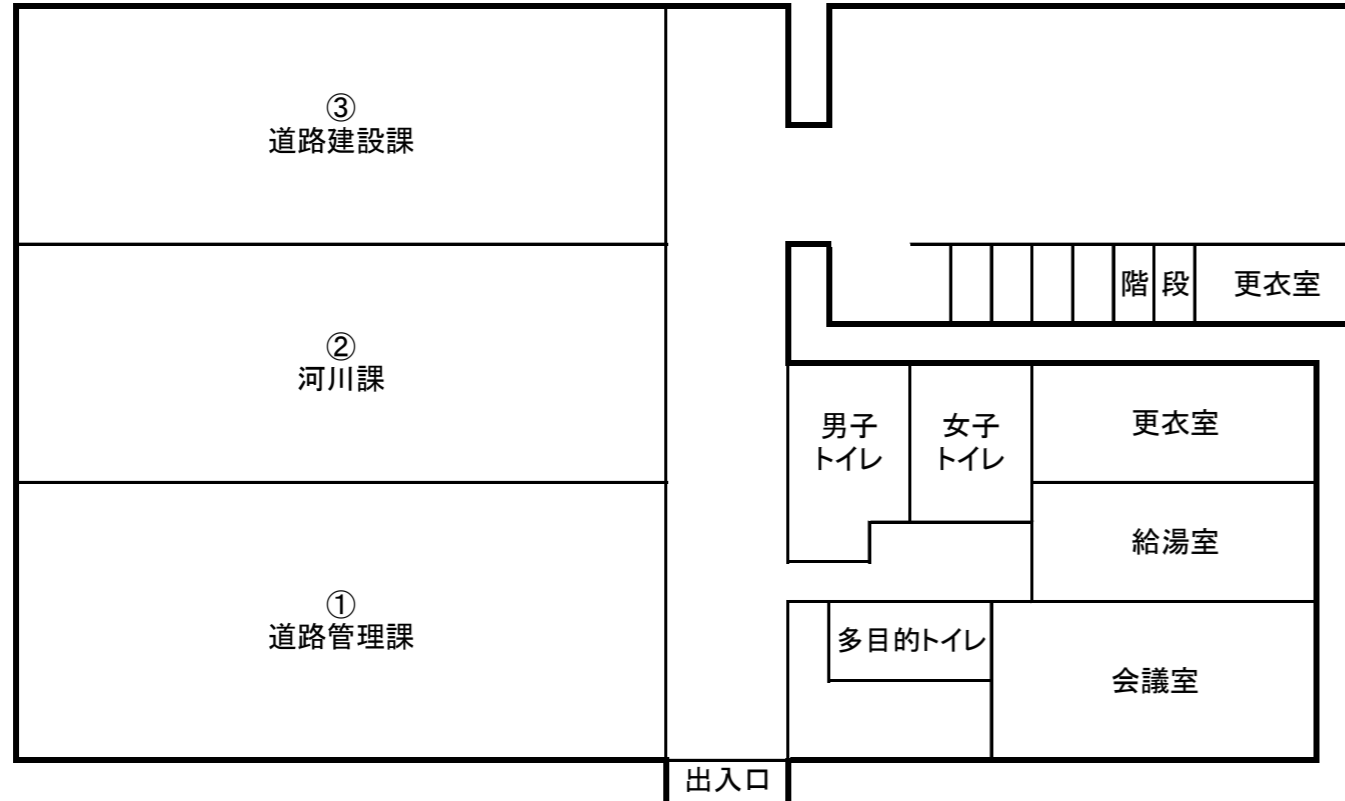 ③
道路建設課
階段
更衣室
②
河川課
男子
トイレ
女子
トイレ
更衣室
給湯室
①
道路管理課
多目的トイレ
会議室
出入口